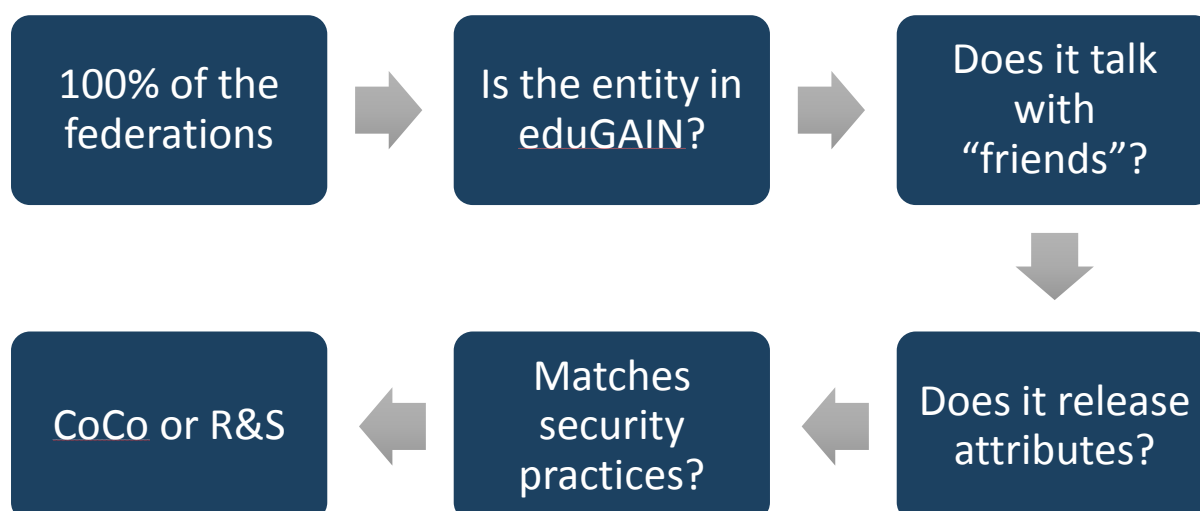 100% of the
federations
Is the entity in
eduGAIN?
Does it talk
with
“friends”?
Does it release
attributes?
Matches
security
practices?
CoCo or R&S